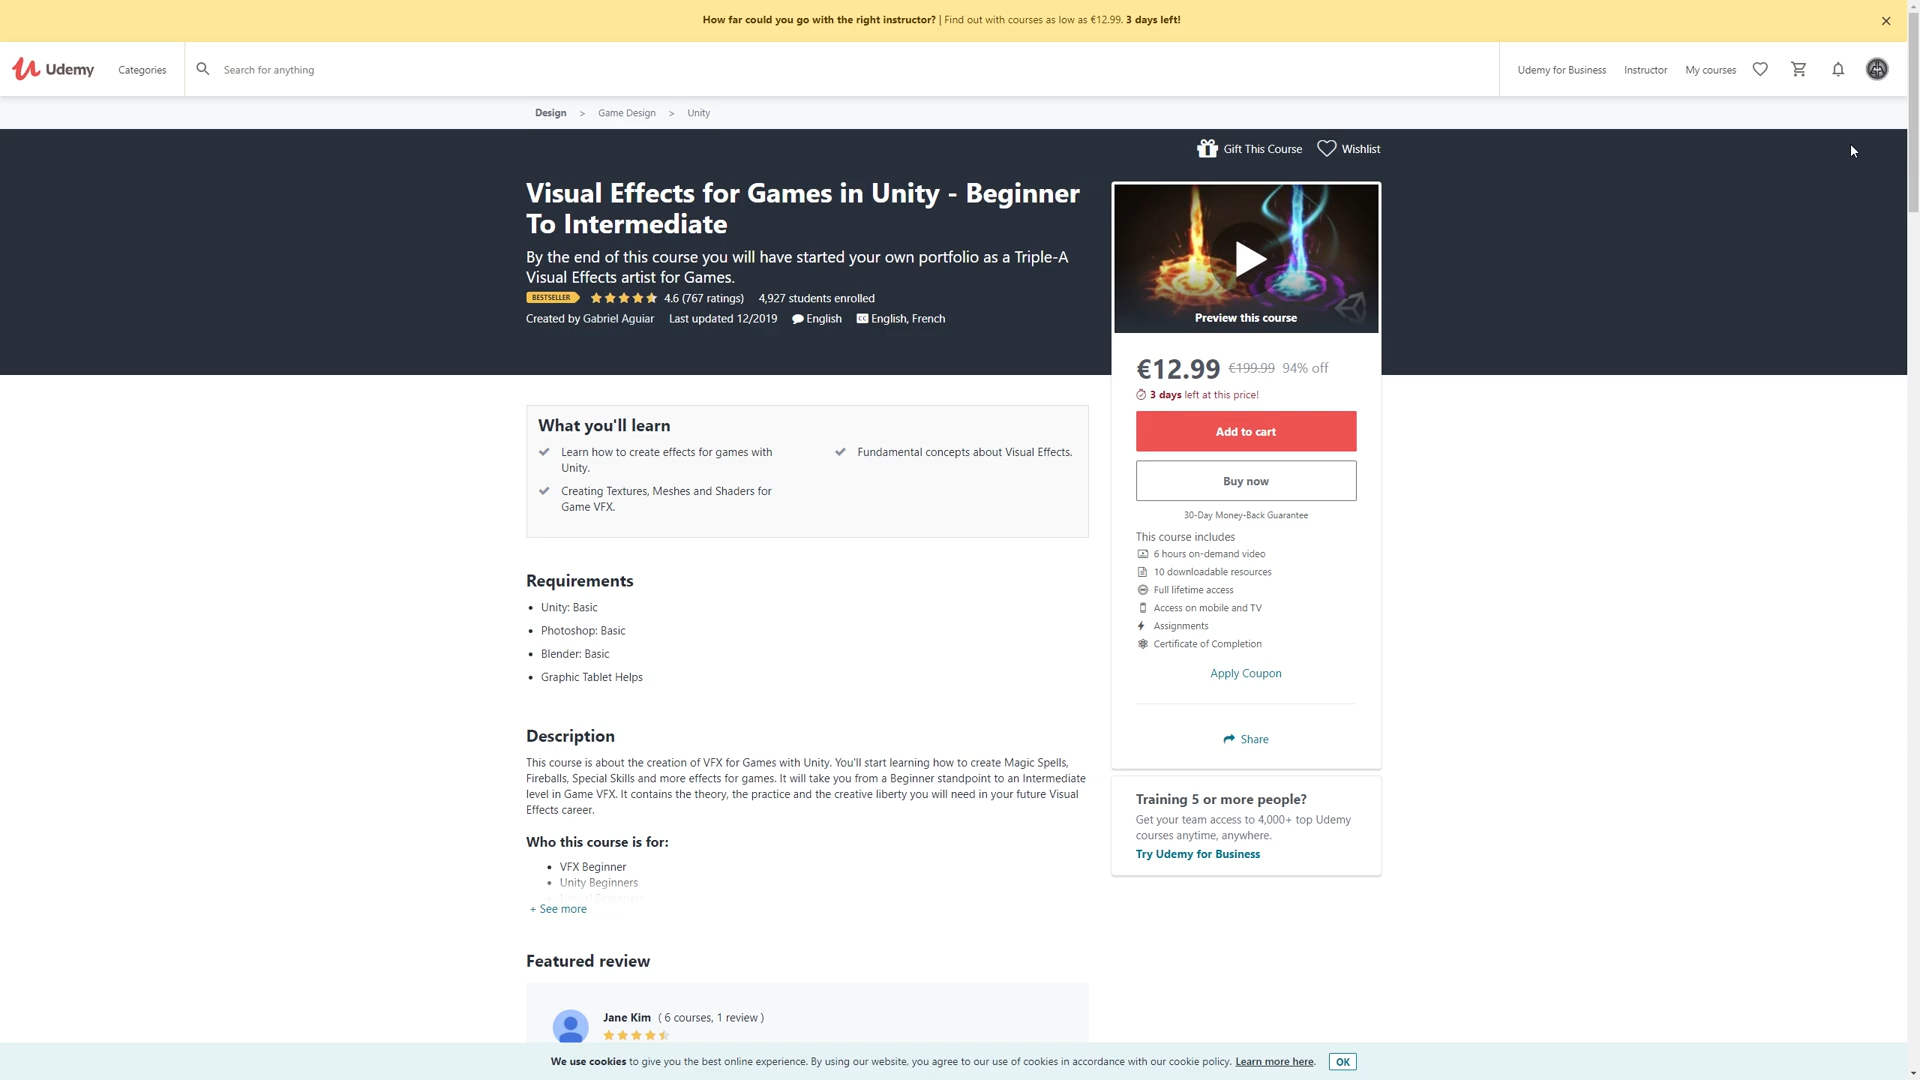 How far could you go with the right instructor? | Find out with courses as low as €12.99. 3 days left!
Udemy
Categories
Search for anything
Udemy for Business
Instructor
My courses
Design > Game Design > Unity
Gift This Course
Wishlist
Visual Effects for Games in Unity - Beginner
To Intermediate
By the end of this course you will have started your own portfolio as a Triple-A
Visual Effects artist for Games.
BESTSELLER 4.6 (767 ratings) 4,927 students enrolled
Created by Gabriel Aguiar Last updated 12/2019 English CC English, French
Preview this course
€12.99 €199.99 94% off
3 days left at this price!
Add to cart
Buy now
30-Day Money-Back Guarantee
This course includes
6 hours on-demand video
10 downloadable resources
Full lifetime access
Access on mobile and TV
Assignments
Certificate of Completion
Apply Coupon
Share
Training 5 or more people?
Get your team access to 4,000+ top Udemy
courses anytime, anywhere.
Try Udemy for Business
What you'll learn
Learn how to create effects for games with
Unity.
Creating Textures, Meshes and Shaders for
Game VFX.
Fundamental concepts about Visual Effects.
Requirements
Unity: Basic
Photoshop: Basic
Blender: Basic
Graphic Tablet Helps
Description
This course is about the creation of VFX for Games with Unity. You'll start learning how to create Magic Spells,
Fireballs, Special Skills and more effects for games. It will take you from a Beginner standpoint to an Intermediate
level in Game VFX. It contains the theory, the practice and the creative liberty you will need in your future Visual
Effects career.
Who this course is for:
VFX Beginner
Unity Beginners
+ See more
Featured review
Jane Kim ( 6 courses, 1 review )
We use cookies to give you the best online experience. By using our website, you agree to our use of cookies in accordance with our cookie policy. Learn more here. OK